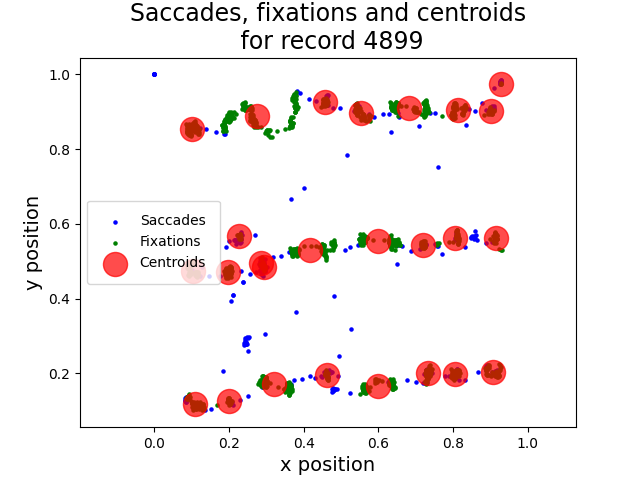 Saccades, fixations and centroids
for record 4899
y position
1.0
0.8
0.6
0.4
0.2
Saccades
Fixations
Centroids
0.0
0.2
0.4
0.6
0.8
1.0
x position